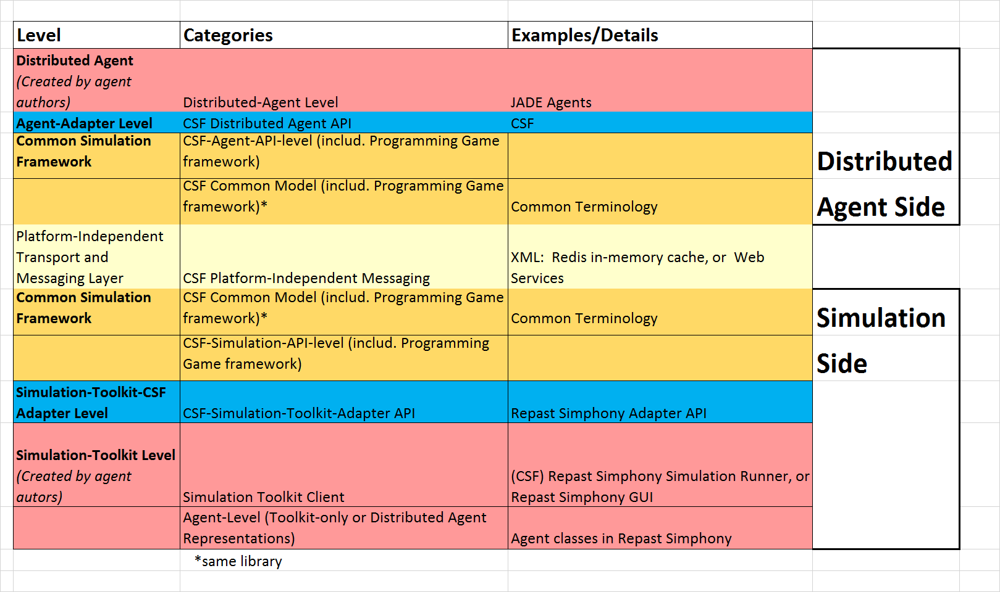 Level
Categories
Examples/Details
Distributed Agent
(Created by agent
authors)
Distributed-Agent Level
JADE Agents
Agent-Adapter Level
CSF Distributed Agent API
CSF
Common Simulation
Framework
CSF-Agent-API-level (includ. Programming Game
framework)
CSF Common Model (includ. Programming Game
framework)*
Common Terminology
Distributed
Agent Side
Platform-Independent
Transport and
Messaging Layer
CSF Platform-Independent Messaging
XML:  Redis in-memory cache, or  Web
Services
Common Simulation
Framework
CSF Common Model (includ. Programming Game
framework)*
Common Terminology
CSF-Simulation-API-level (includ. Programming
Game framework)
Simulation
Side
Simulation-Toolkit-CSF
Adapter Level
CSF-Simulation-Toolkit-Adapter API
Repast Simphony Adapter API
Simulation-Toolkit Level
(Created by agent
autors)
Simulation Toolkit Client
(CSF) Repast Simphony Simulation Runner, or
Repast Simphony GUI
Agent-Level (Toolkit-only or Distributed Agent
Representations)
Agent classes in Repast Simphony
*same library